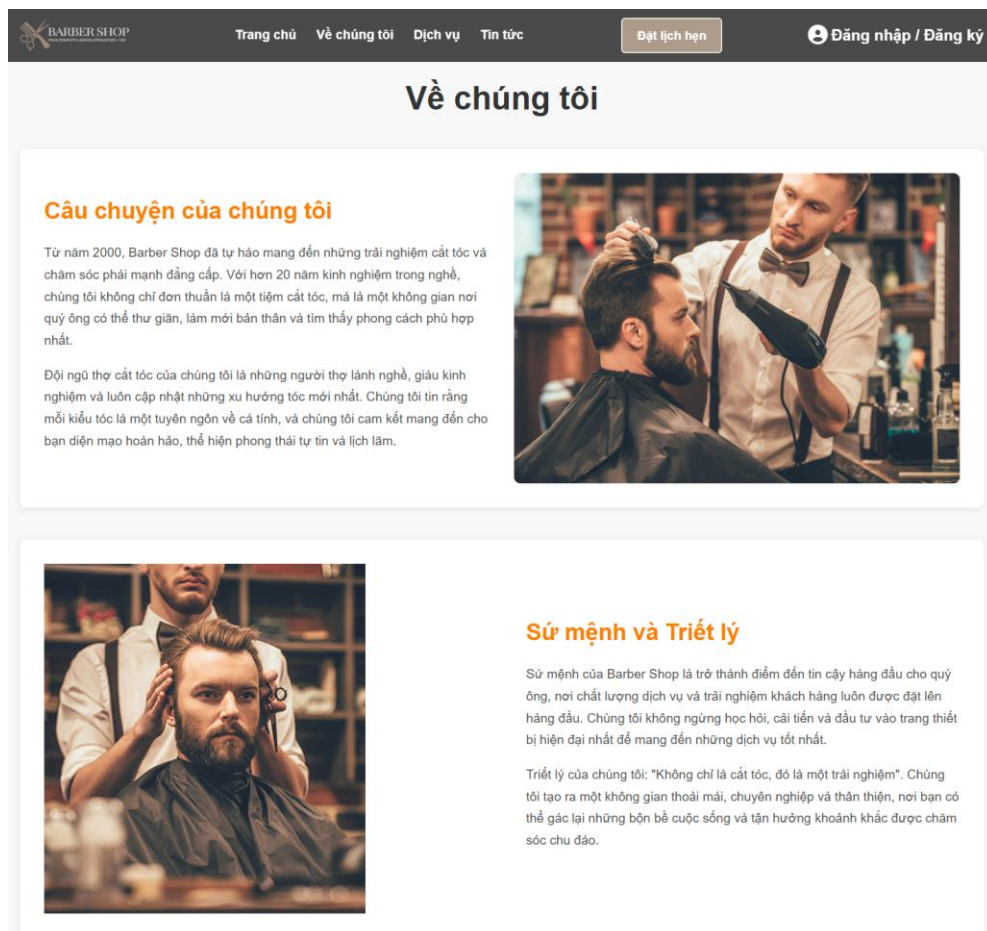 BARBER SHOP
Trang chủ Về chúng tôi Dịch vụ Tin tức
Đặt lịch hẹn
Đăng nhập / Đăng ký
Về chúng tôi
Câu chuyện của chúng tôi
Từ năm 2000, Barber Shop đã tự hào mang đến những trải nghiệm cắt tóc và
chăm sóc phái mạnh đẳng cấp. Với hơn 20 năm kinh nghiệm trong nghề,
chúng tôi không chỉ đơn thuần là một tiệm cắt tóc, mà là một không gian nơi
quý ông có thể thư giãn, làm mới bản thân và tìm thấy phong cách phù hợp
nhất.
Đội ngũ thợ cắt tóc của chúng tôi là những người thợ lành nghề, giàu kinh
nghiệm và luôn cập nhật những xu hướng tóc mới nhất. Chúng tôi tin rằng
mỗi kiểu tóc là một tuyên ngôn về cá tính, và chúng tôi cam kết mang đến cho
bạn diện mạo hoàn hảo, thể hiện phong thái tự tin và lịch lãm.
Sứ mệnh và Triết lý
Sứ mệnh của Barber Shop là trở thành điểm đến tin cậy hàng đầu cho quý
ông, nơi chất lượng dịch vụ và trải nghiệm khách hàng luôn được đặt lên
hàng đầu. Chúng tôi không ngừng học hỏi, cải tiến và đầu tư vào trang thiết
bị hiện đại nhất để mang đến những dịch vụ tốt nhất.
Triết lý của chúng tôi: "Không chỉ là cắt tóc, đó là một trải nghiệm". Chúng
tôi tạo ra một không gian thoải mái, chuyên nghiệp và thân thiện, nơi bạn có
thể gác lại những bộn bề cuộc sống và tận hưởng khoảnh khắc được chăm
sóc chu đáo.